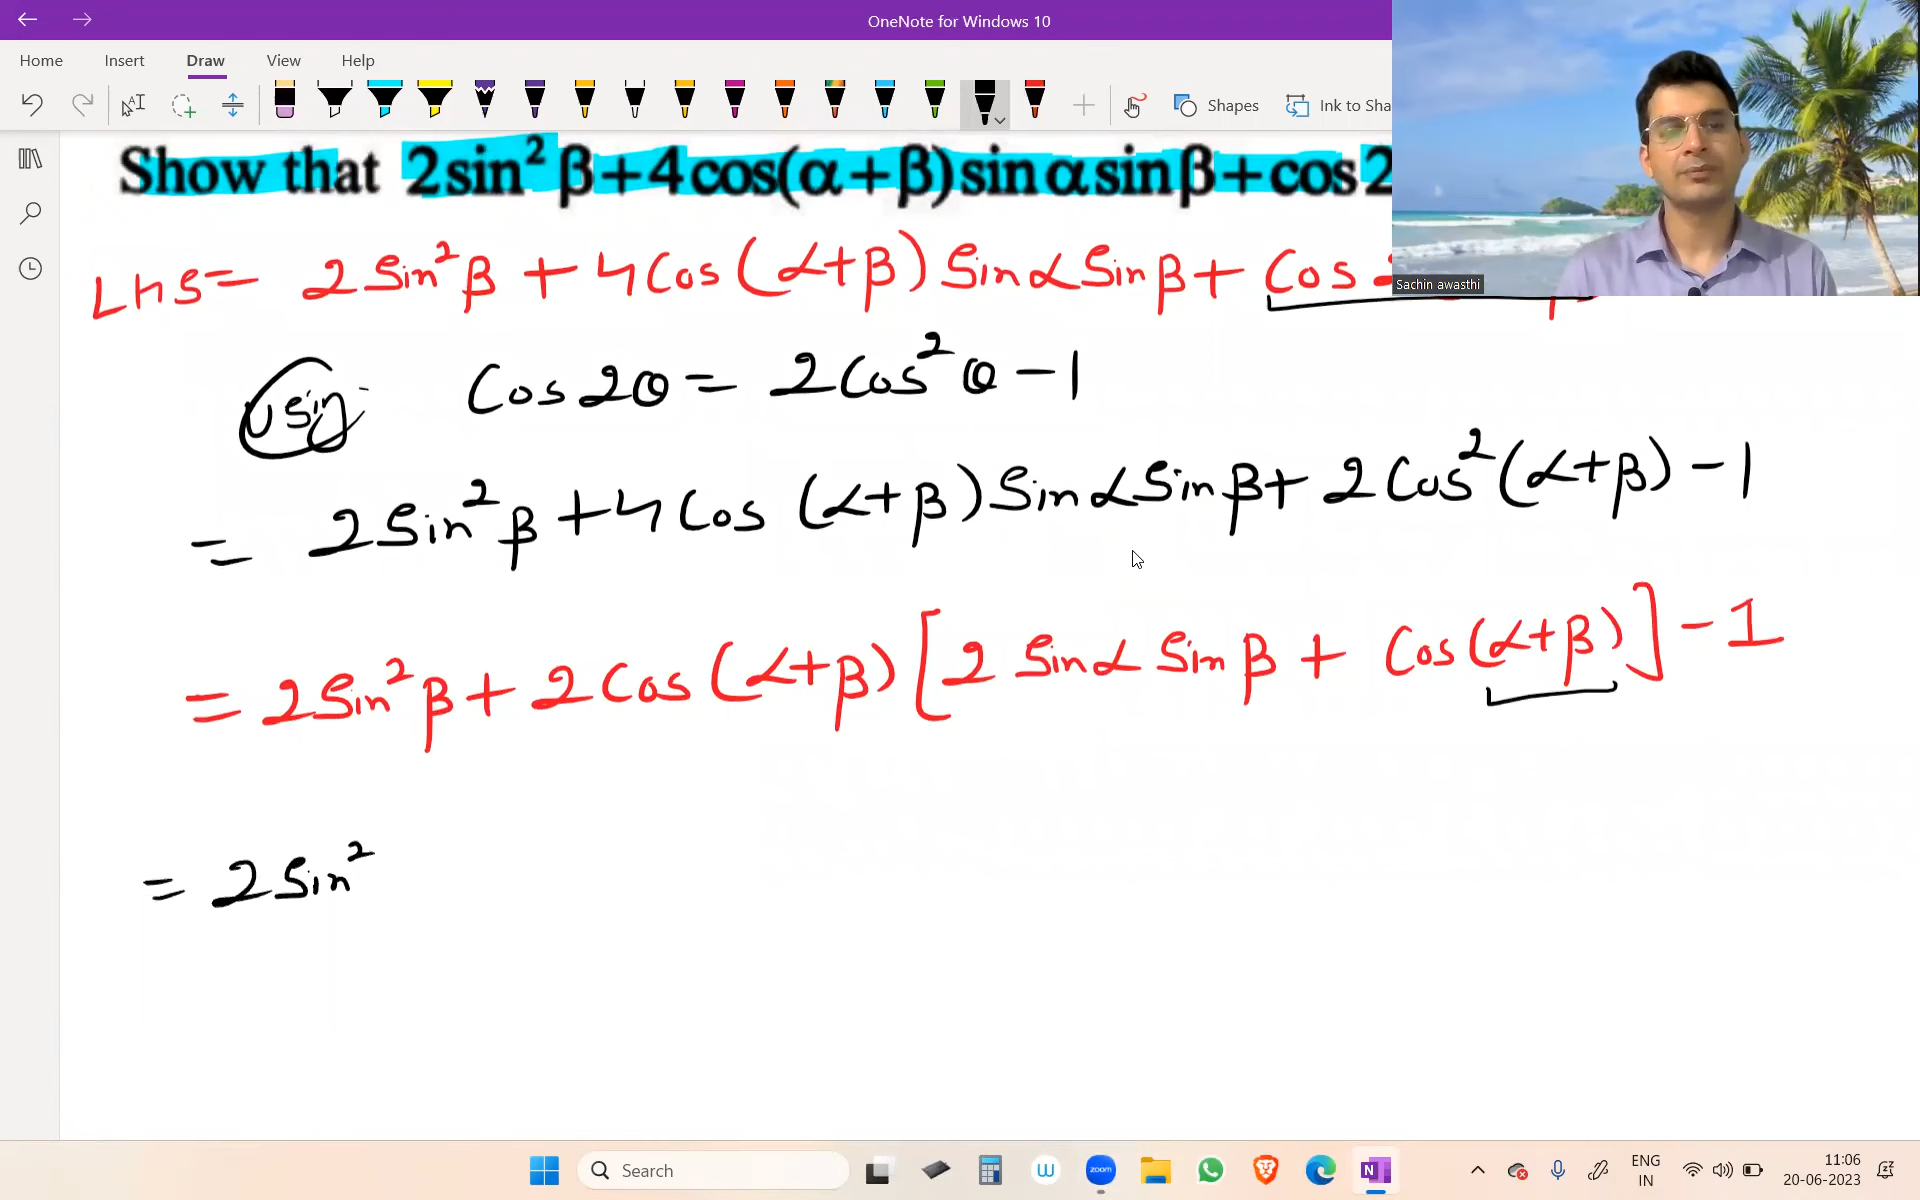 OneNote for Windows 10
Home Insert Draw View Help
Shapes Ink to Sha
Show that 2sin² β+4cos(α+β)sinαsinβ+cos2
Sachin awasthi
LHS= 2Sin²β + 4Cos(α+β)SinαSinβ+ Cos
Using Cos2θ = 2Cos²θ-1
= 2Sin²β+4Cos(α+β)SinαSinβ+2Cos²(α+β)-1
= 2Sin²β+2Cos(α+β)[2SinαSinβ + Cos(α+β)]-1
= 2Sin²
Search
zoom
N
ENG
IN
11:06
20-06-2023